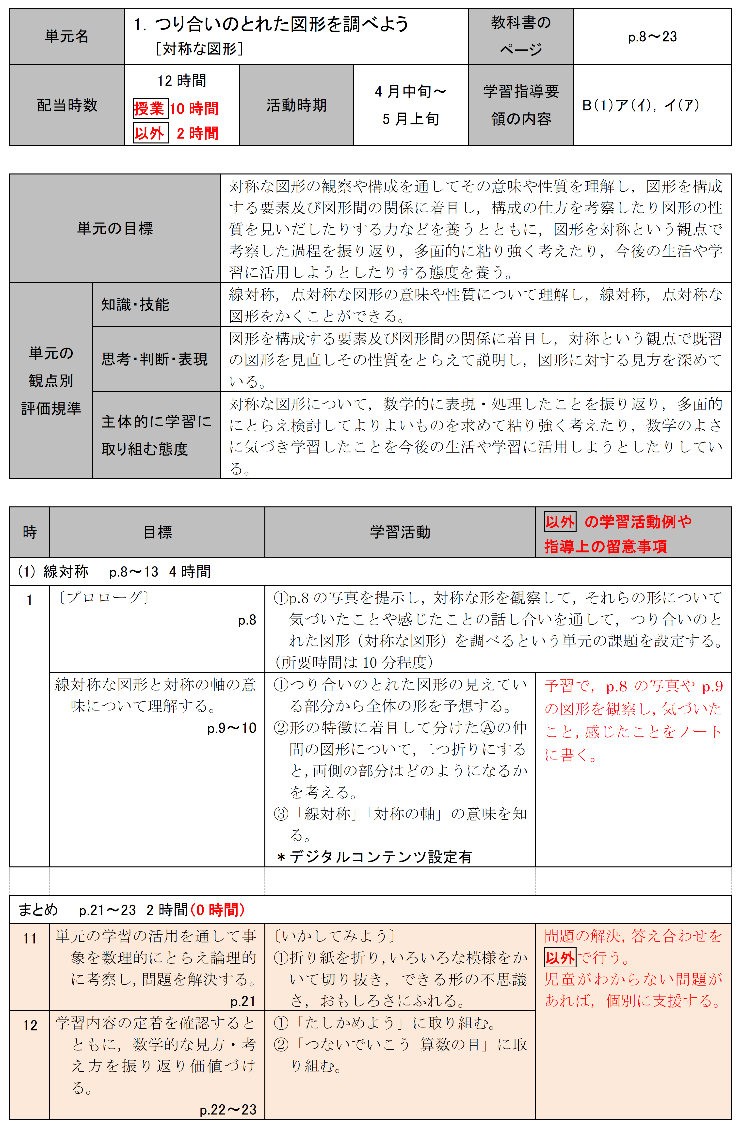 単元名
1. つり合いのとれた図形を調べよう
［対称な図形］
教科書の
ページ
p.8～23
配当時数
12時間
授業 10時間
以外 2時間
活動時期
4月中旬～
5月上旬
学習指導要
領の内容
B(1)ア(イ)，イ(ア)
単元の目標
対称な図形の観察や構成を通してその意味や性質を理解し，図形を構成
する要素及び図形間の関係に着目し，構成の仕方を考察したり図形の性
質を見いだしたりする力などを養うとともに，図形を対称という観点で
考察した過程を振り返り，多面的に粘り強く考えたり，今後の生活や学
習に活用しようとしたりする態度を養う。
単元の
観点別
評価規準
知識・技能
線対称，点対称な図形の意味や性質について理解し，線対称，点対称な
図形をかくことができる。
思考・判断・表現
図形を構成する要素及び図形間の関係に着目し，対称という観点で既習
の図形を見直しその性質をとらえて説明し，図形に対する見方を深めて
いる。
主体的に学習に
取り組む態度
対称な図形について，数学的に表現・処理したことを振り返り，多面的
にとらえ検討してよりよいものを求めて粘り強く考えたり，数学のよさ
に気づき学習したことを今後の生活や学習に活用しようとしたりしてい
る。
時
目標
学習活動
以外 の学習活動例や
指導上の留意事項
(1) 線対称 p.8～13 4時間
1
〔プロローグ〕
p.8
①p.8の写真を提示し，対称な形を観察して，それらの形について
気づいたことや感じたことの話し合いを通して，つり合いのと
れた図形（対称な図形）を調べるという単元の課題を設定する。
（所要時間は10分程度）
線対称な図形と対称の軸の意
味について理解する。
p.9～10
①つり合いのとれた図形の見えてい
る部分から全体の形を予想する。
②形の特徴に着目して分けたⒶの仲
間の図形について，二つ折りにする
と，両側の部分はどのようになるか
を考える。
③「線対称」「対称の軸」の意味を知
る。
＊デジタルコンテンツ設定有
予習で，p.8 の写真や p.9
の図形を観察し，気づいた
こと，感じたことをノート
に書く。
まとめ p.21～23 2時間(0時間)
11
単元の学習の活用を通して事
象を数理的にとらえ論理的
に考察し，問題を解決する。
p.21
〔いかしてみよう〕
①折り紙を折り，いろいろな模様をか
いて切り抜き，できる形の不思議
さ，おもしろさにふれる。
問題の解決，答え合わせを
以外で行う。
児童がわからない問題が
あれば，個別に支援する。
12
学習内容の定着を確認すると
ともに，数学的な見方・考
え方を振り返り価値づけ
る。
p.22～23
①「たしかめよう」に取り組む。
②「つないでいこう 算数の目」に取
り組む。